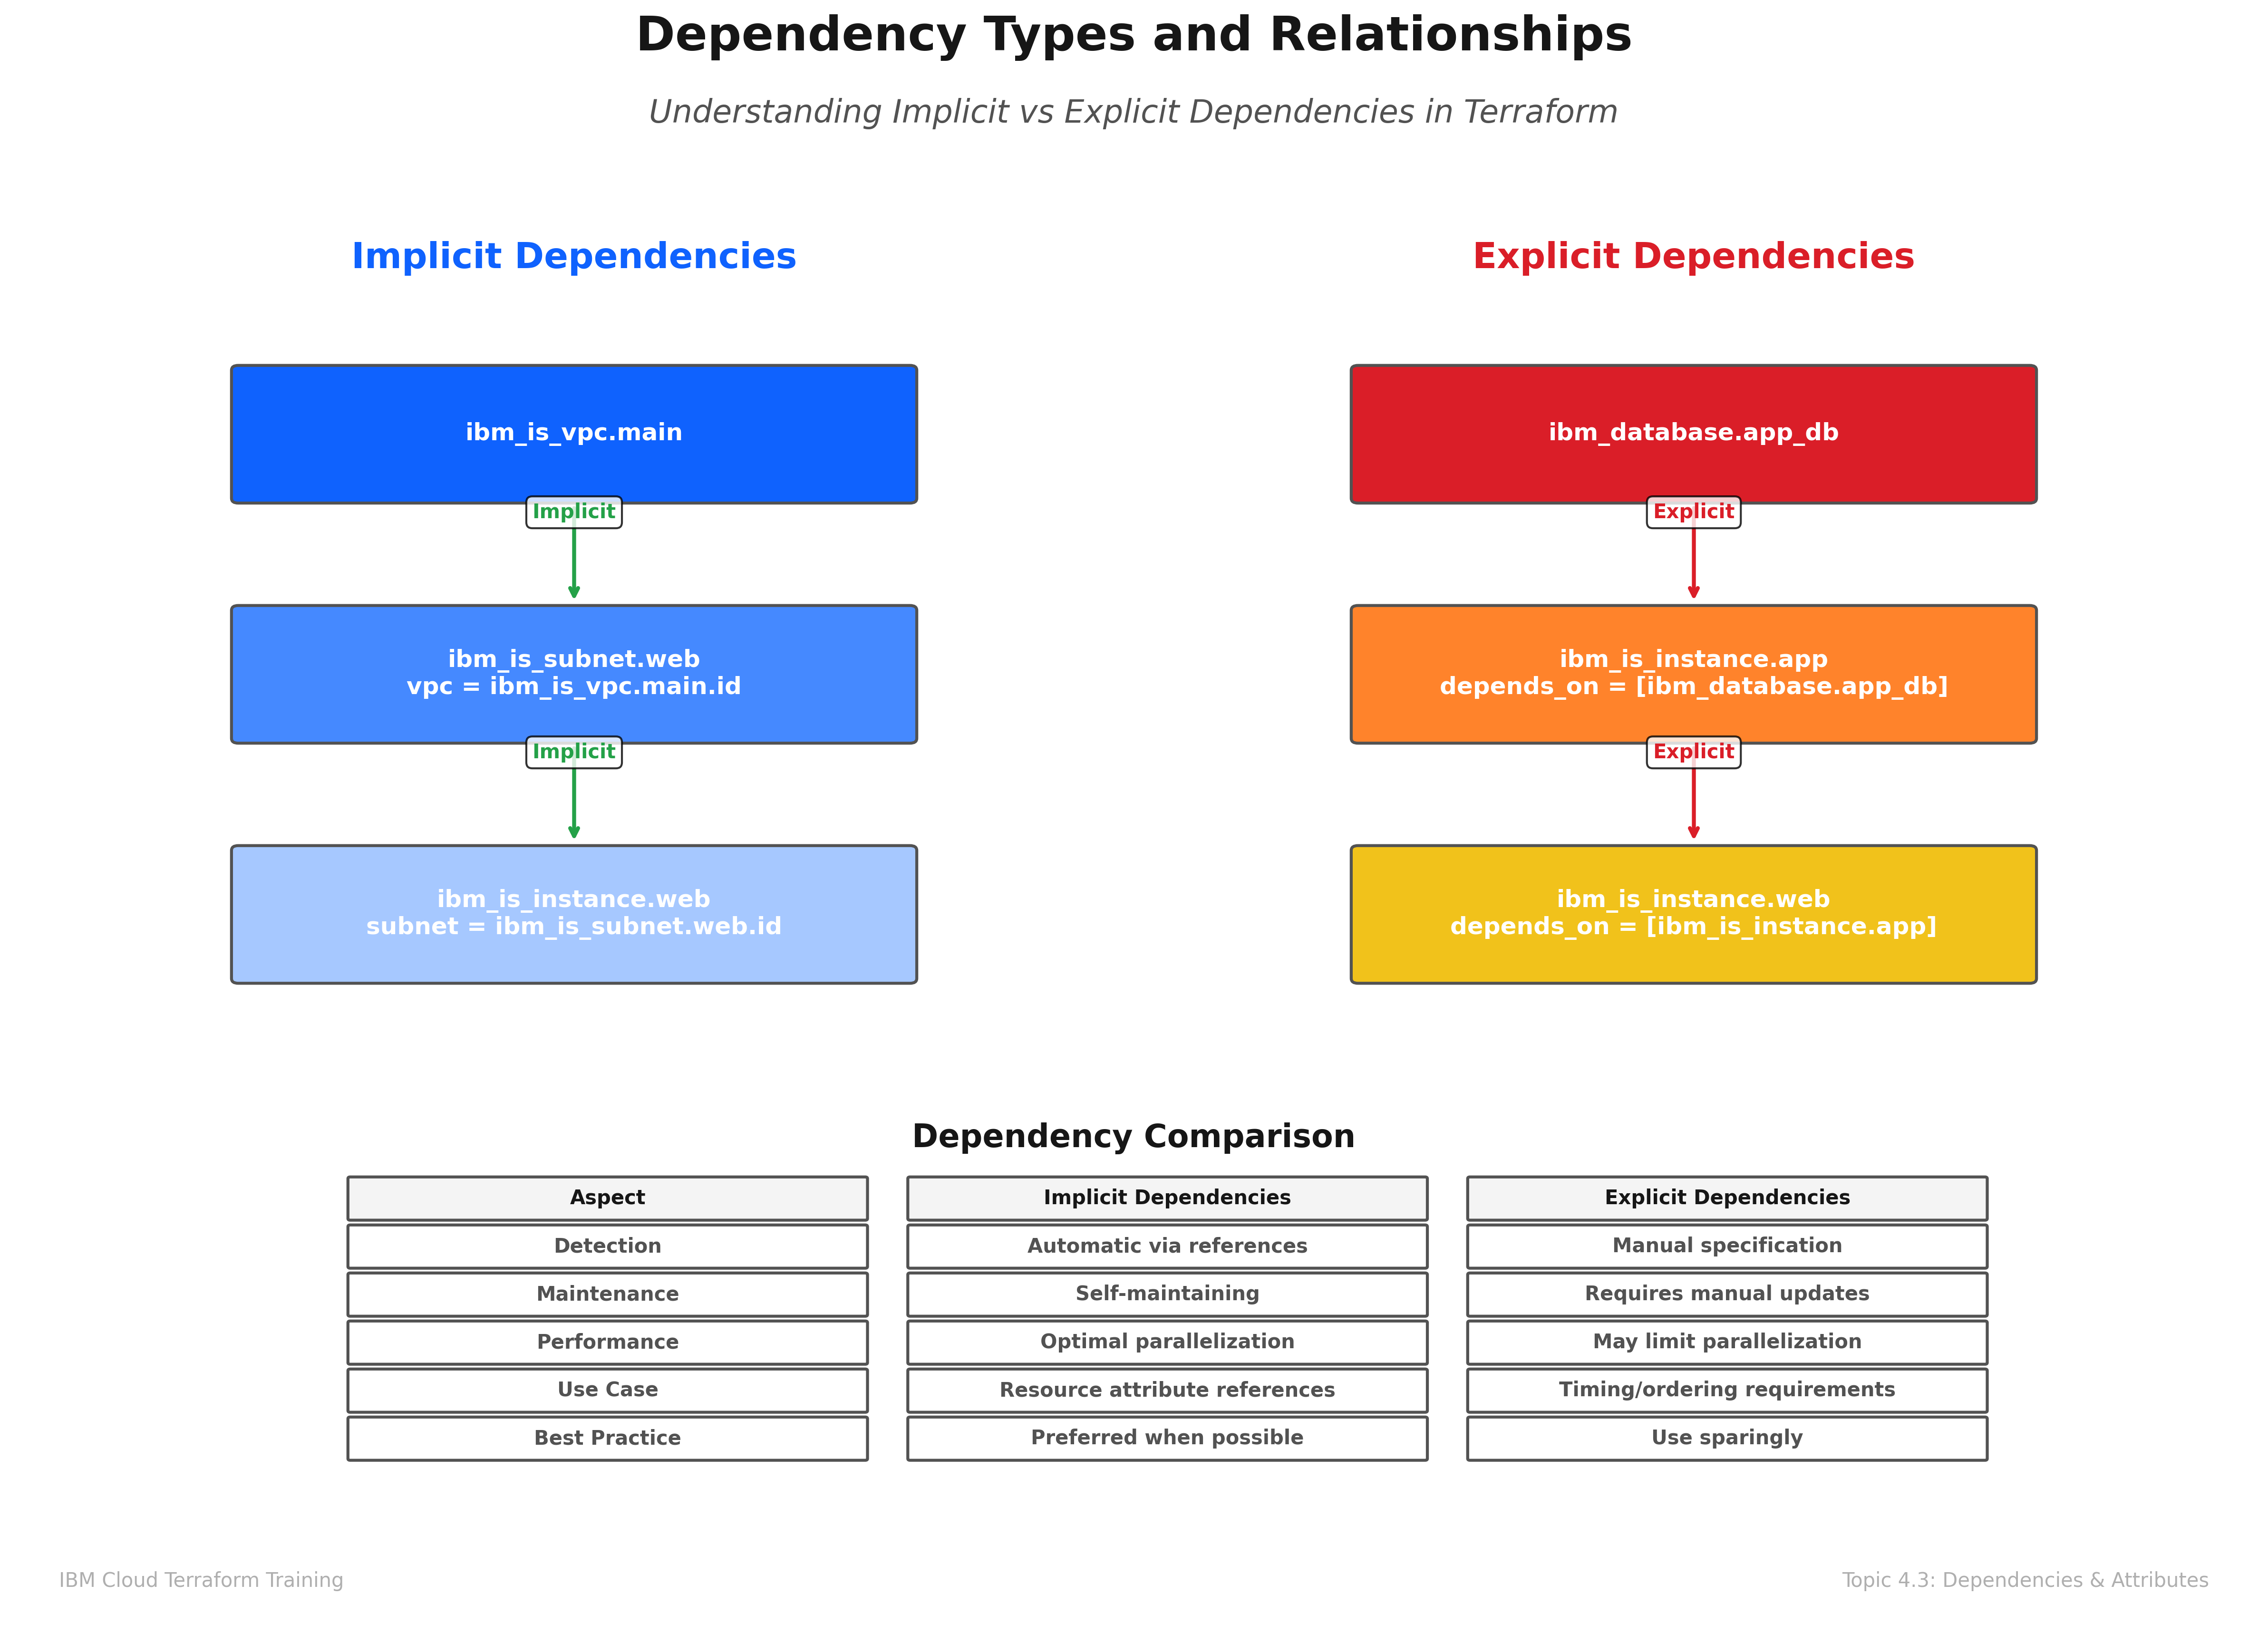 Dependency Types and Relationships
Understanding Implicit vs Explicit Dependencies in Terraform
Implicit Dependencies
ibm_is_vpc.main
Implicit
ibm_is_subnet.web
vpc = ibm_is_vpc.main.id
Implicit
ibm_is_instance.web
subnet = ibm_is_subnet.web.id
Explicit Dependencies
ibm_database.app_db
Explicit
ibm_is_instance.app
depends_on = [ibm_database.app_db]
Explicit
ibm_is_instance.web
depends_on = [ibm_is_instance.app]
Dependency Comparison
Aspect Implicit Dependencies Explicit Dependencies
Detection Automatic via references Manual specification
Maintenance Self-maintaining Requires manual updates
Performance Optimal parallelization May limit parallelization
Use Case Resource attribute references Timing/ordering requirements
Best Practice Preferred when possible Use sparingly
IBM Cloud Terraform Training
Topic 4.3: Dependencies & Attributes